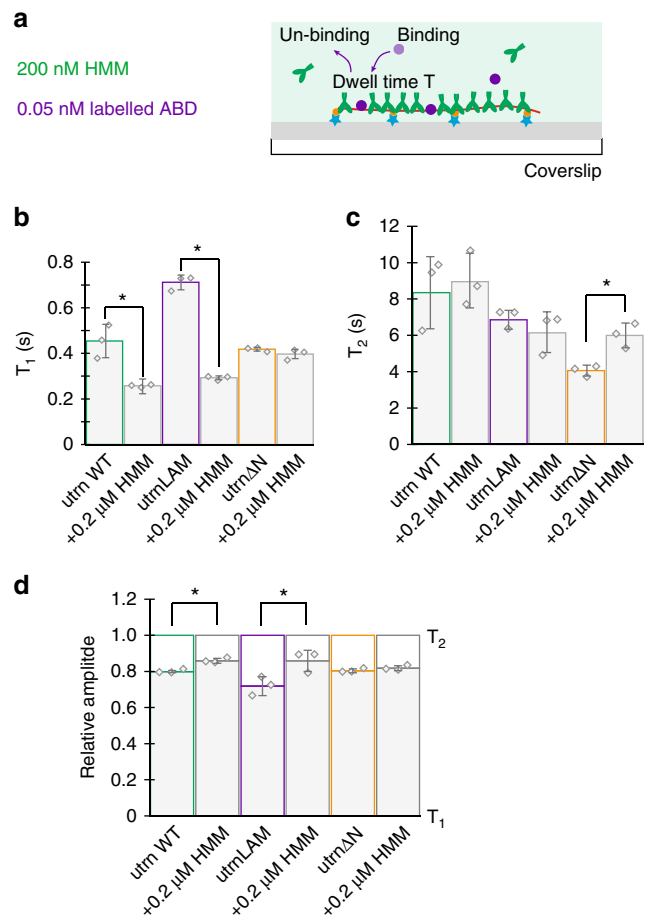 a
200 nM HMM
0.05 nM labelled ABD
Un-binding
Binding
Dwell time T
Coverslip
b
T1 (s)
0.8
0.6
0.4
0.2
0
*
*
utrn WT
+0.2 µM HMM
utrnLAM
+0.2 µM HMM
utrnΔN
+0.2 µM HMM
c
T2 (s)
12
10
8
6
4
2
0
*
utrn WT
+0.2 µM HMM
utrnLAM
+0.2 µM HMM
utrnΔN
+0.2 µM HMM
d
Relative amplitde
1.2
1.0
0.8
0.6
0.4
0.2
0
*
*
T2
T1
utrn WT
+0.2 µM HMM
utrnLAM
+0.2 µM HMM
utrnΔN
+0.2 µM HMM